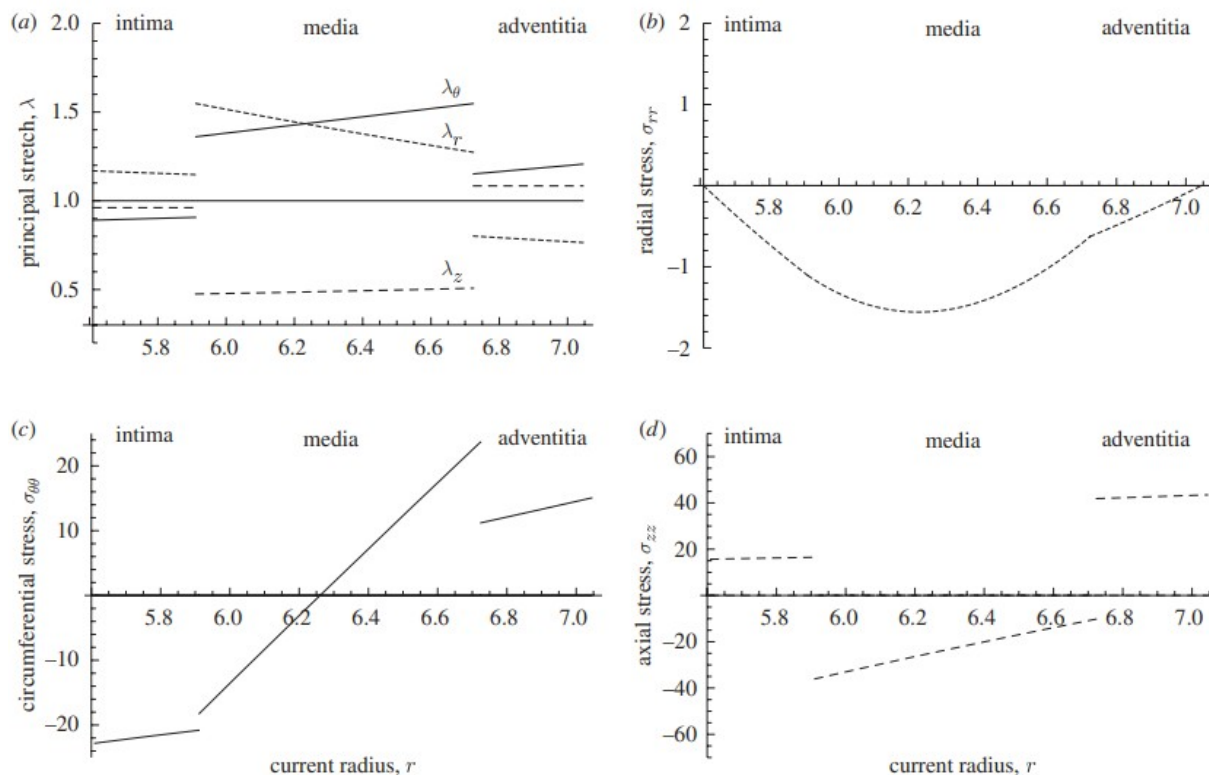 (a)
2.0
intima
media
adventitia
1.5
λθ
λr
1.0
λz
0.5
principal stretch, λ
5.8 6.0 6.2 6.4 6.6 6.8 7.0
(b)
2
intima
media
adventitia
1
radial stress, σrr
5.8 6.0 6.2 6.4 6.6 6.8 7.0
–1
–2
(c)
intima
media
adventitia
20
10
circumferential stress, σθθ
5.8 6.0 6.2 6.4 6.6 6.8 7.0
–10
–20
current radius, r
(d)
intima
media
adventitia
60
40
20
axial stress, σzz
5.8 6.0 6.2 6.4 6.6 6.8 7.0
–20
–40
–60
current radius, r